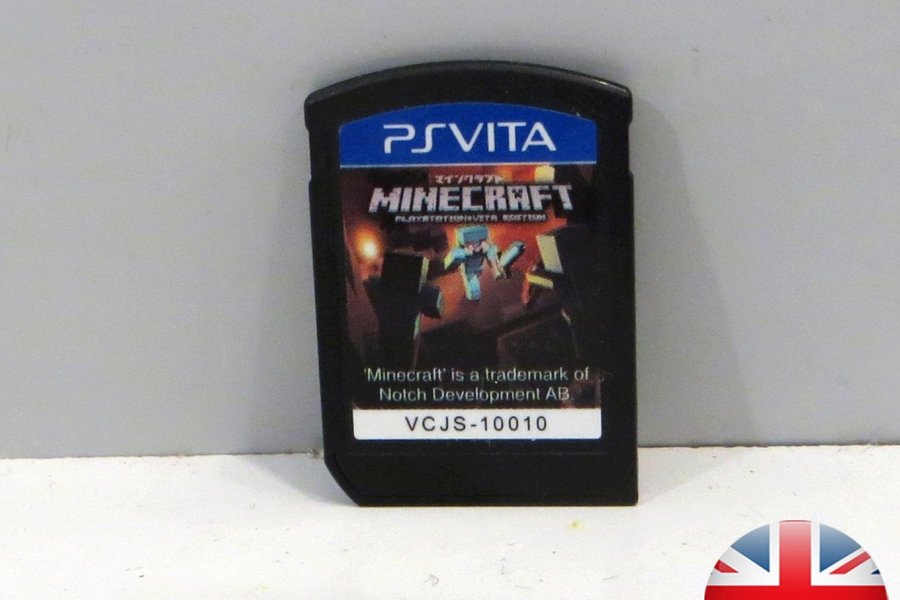 PSVITA
マインクラフト
MINECRAFT
PLAYSTATION®VITA EDITION
'Minecraft' is a trademark of
Notch Development AB.
VCJS-10010